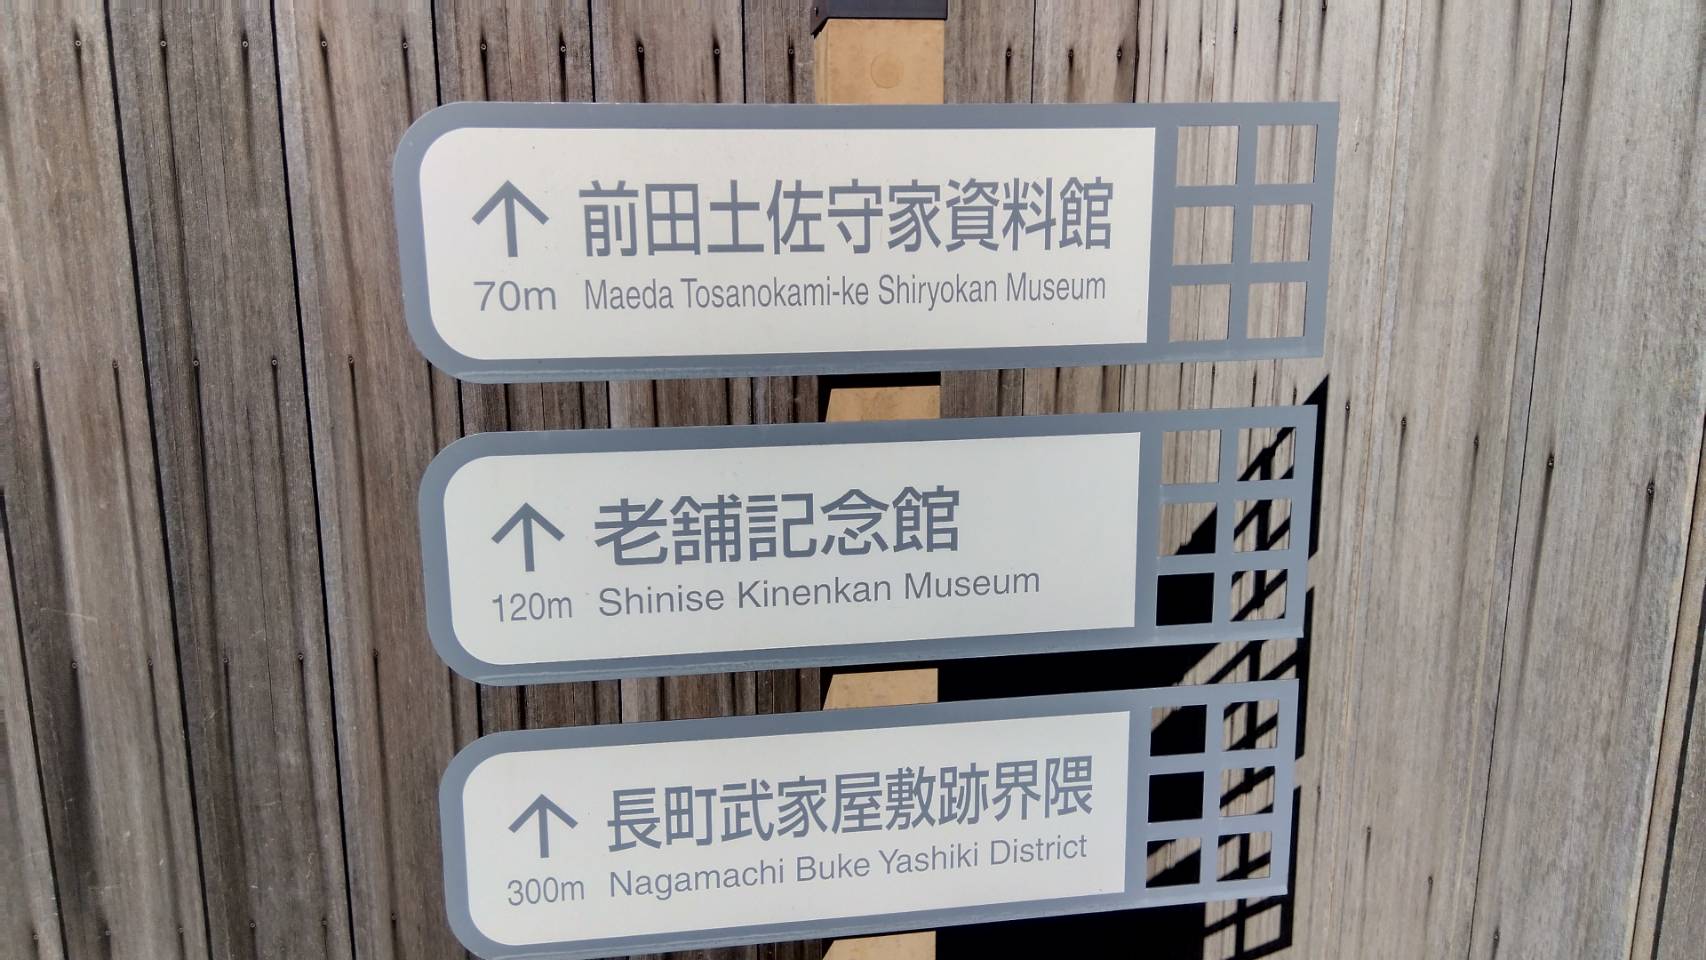 ↑ 前田土佐守家資料館
70m Maeda Tosanokami-ke Shiryokan Museum
↑ 老舗記念館
120m Shinise Kinenkan Museum
↑ 長町武家屋敷跡界隈
300m Nagamachi Buke Yashiki District